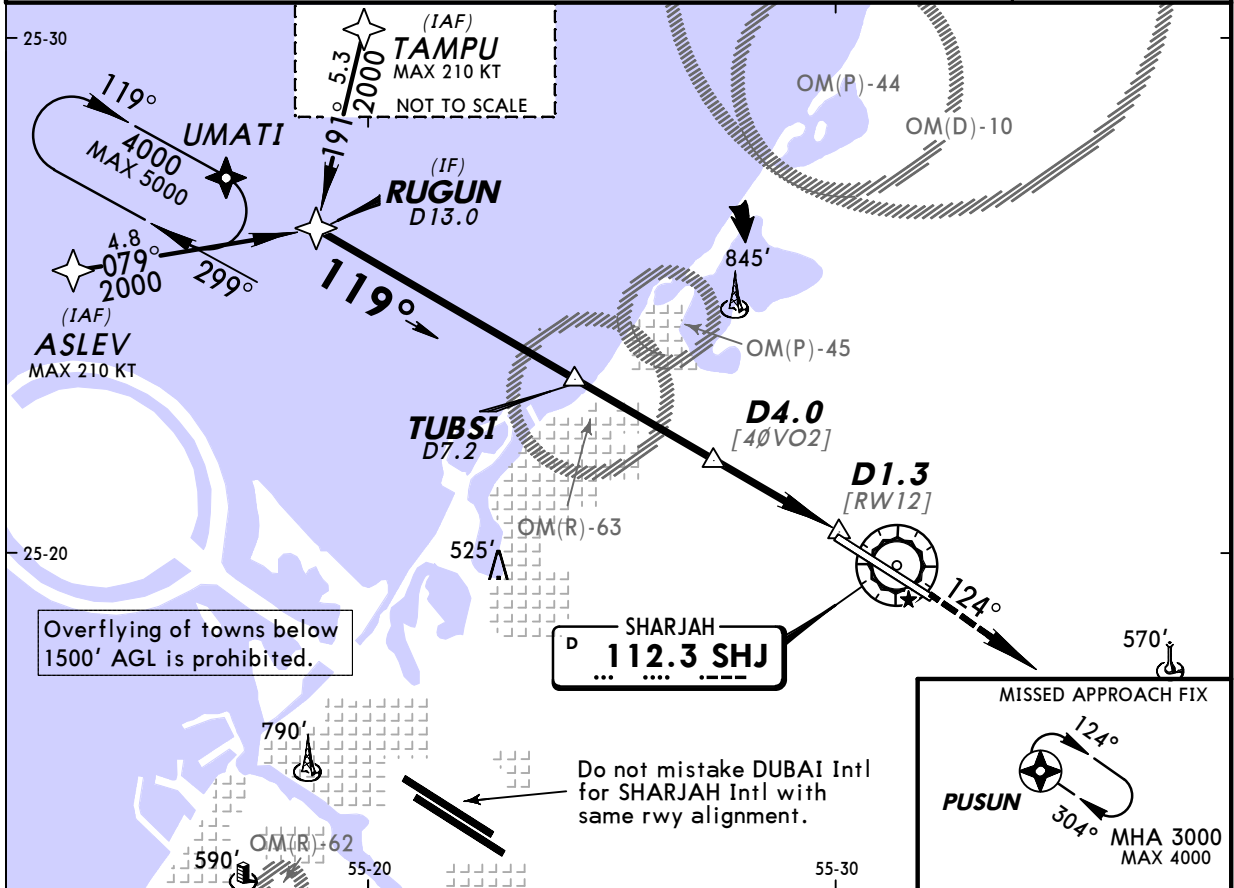 25-30
(IAF)
TAMPU
MAX 210 KT
NOT TO SCALE
191° 5.3
2000
OM(P)-44
OM(D)-10
119°
4000
MAX 5000
UMATI
(IF)
RUGUN
D13.0
4.8
079°
2000
299°
(IAF)
ASLEV
MAX 210 KT
119°
845'
OM(P)-45
TUBSI
D7.2
D4.0
[4ØVO2]
D1.3
[RW12]
OM(R)-63
25-20
525'
124°
Overflying of towns below
1500' AGL is prohibited.
SHARJAH
D 112.3 SHJ
570'
MISSED APPROACH FIX
124°
PUSUN
304°
MHA 3000
MAX 4000
790'
Do not mistake DUBAI Intl
for SHARJAH Intl with
same rwy alignment.
OM(R)-62
590'
55-20
55-30